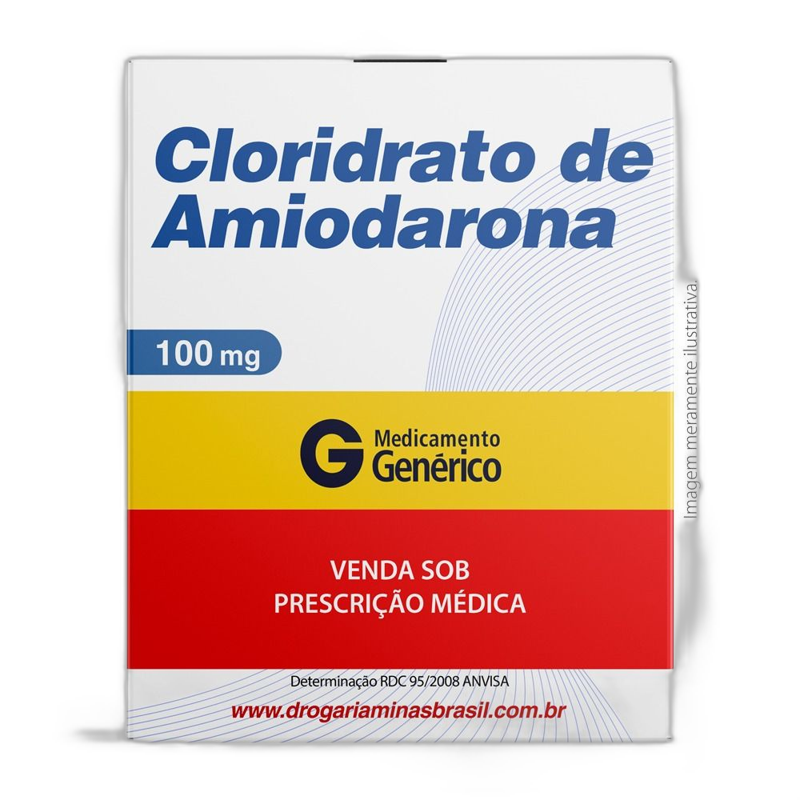 Cloridrato de
Amiodarona
100 mg
G Medicamento
Genérico
VENDA SOB
PRESCRIÇÃO MÉDICA
Determinação RDC 95/2008 ANVISA
www.drogariaminasbrasil.com.br
Imagem meramente ilustrativa.